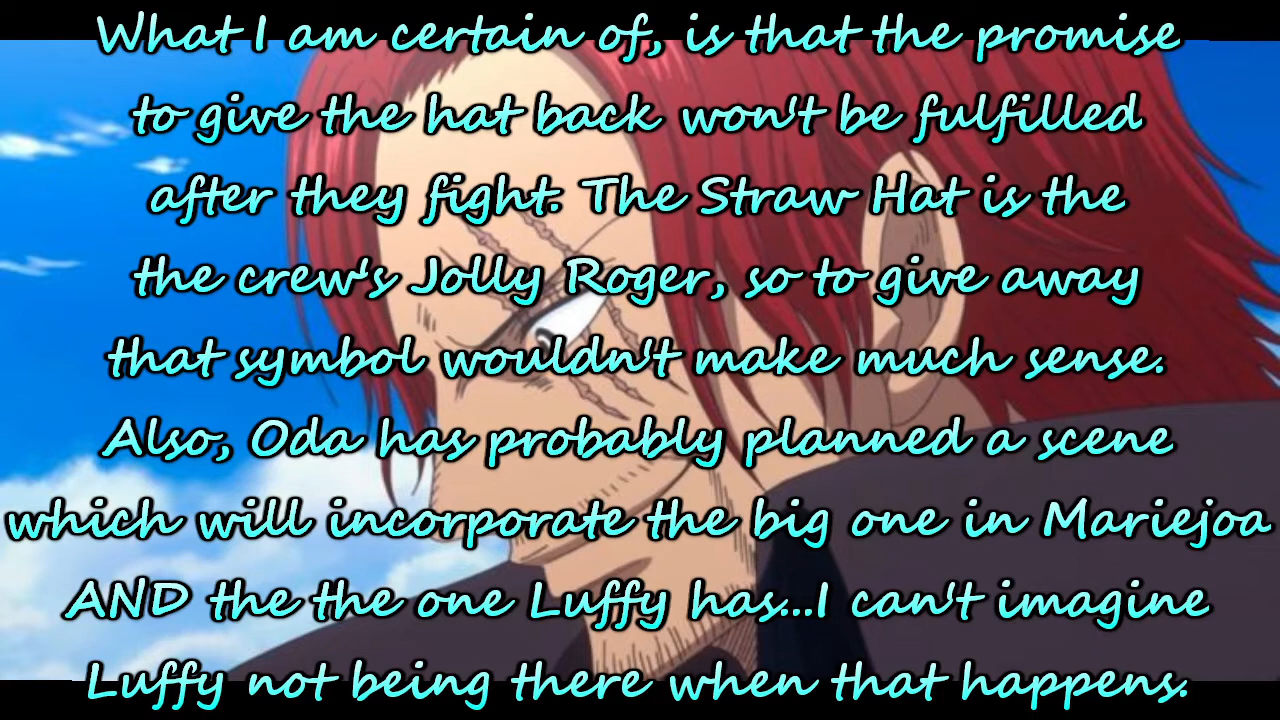 What I am certain of, is that the promise
to give the hat back won't be fulfilled
after they fight. The Straw Hat is the
the crew's Jolly Roger, so to give away
that symbol wouldn't make much sense.
Also, Oda has probably planned a scene
which will incorporate the big one in Mariejoa
AND the the one Luffy has...I can't imagine
Luffy not being there when that happens.